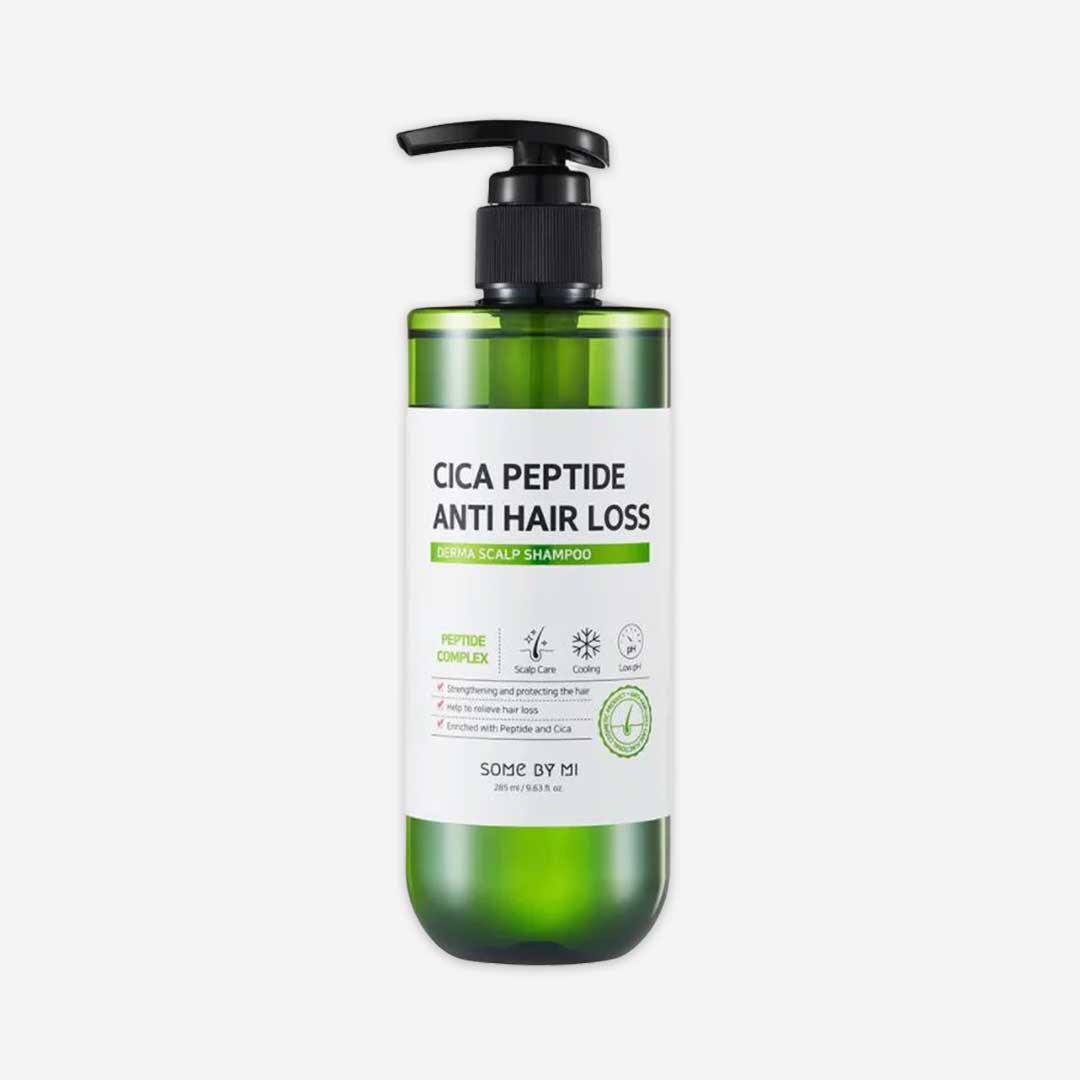 CICA PEPTIDE
ANTI HAIR LOSS
DERMA SCALP SHAMPOO
PEPTIDE
COMPLEX
Scalp Care
Cooling
pH
Low pH
Strengthening and protecting the hair
Help to relieve hair loss
Enriched with Peptide and Cica
SOME BY MI
285 ml / 9.63 fl. oz.